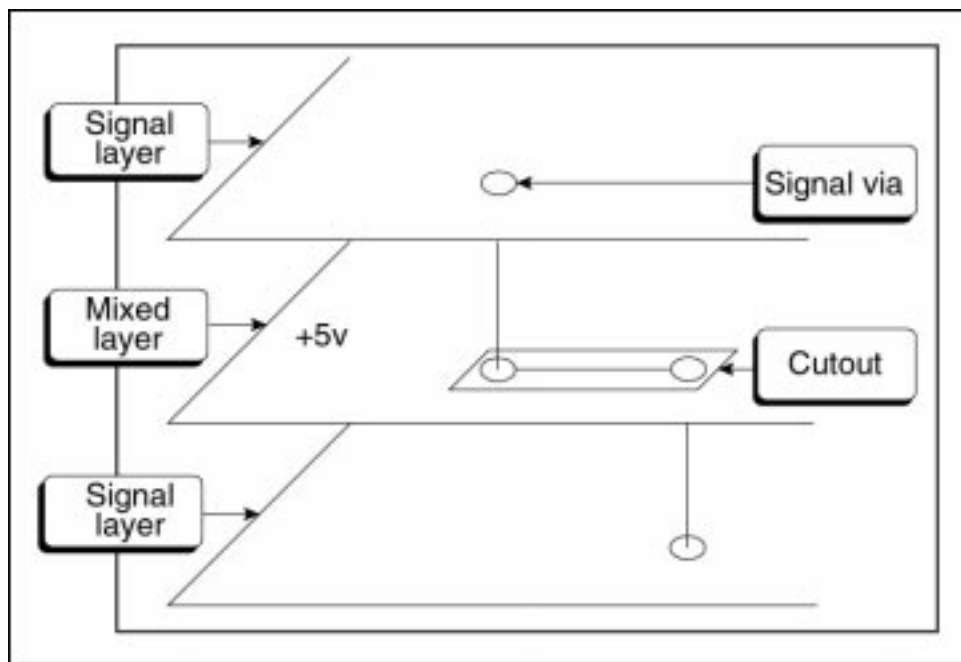 Signal
layer
Signal via
Mixed
layer
+5v
Cutout
Signal
layer